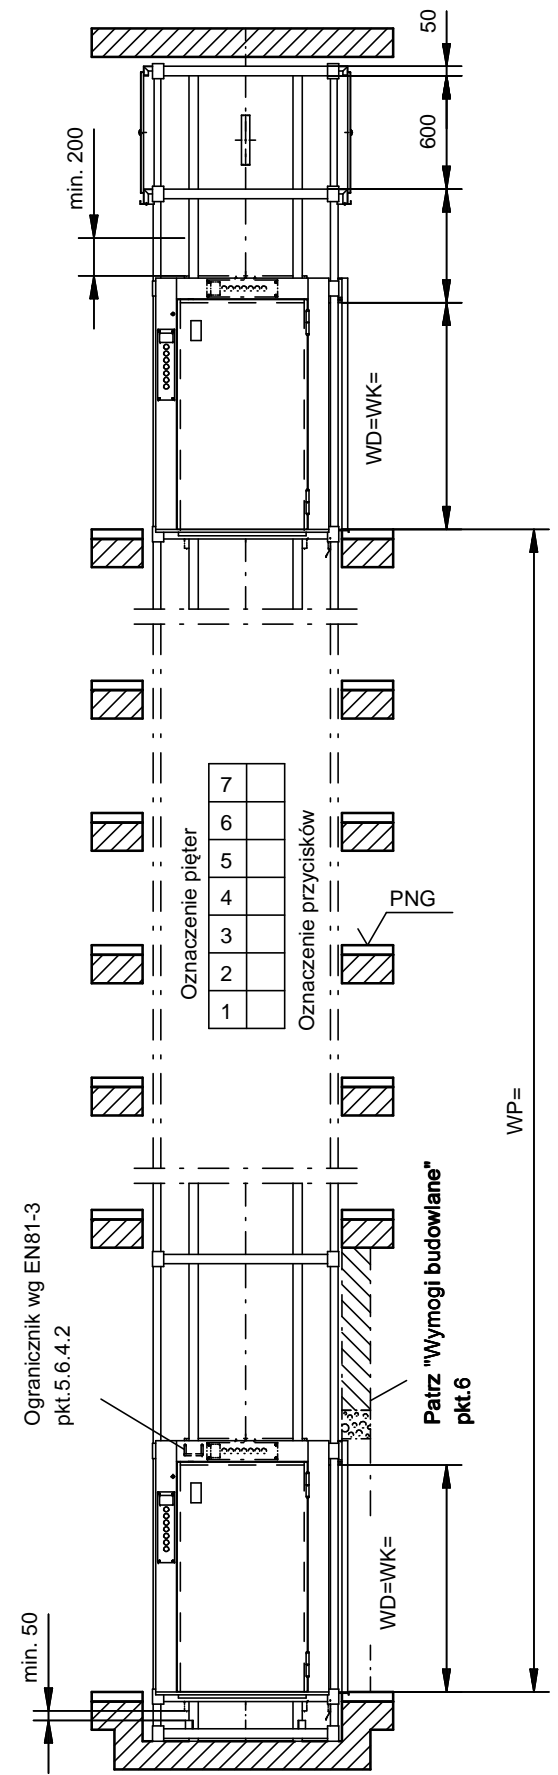 50
600
min. 200
WD=WK=
Oznaczenie pięter
7
6
5
4
3
2
1
Oznaczenie przycisków
PNG
WP=
Ogranicznik wg EN81-3
pkt.5.6.4.2
Patrz "Wymogi budowlane"
pkt.6
WD=WK=
min. 50